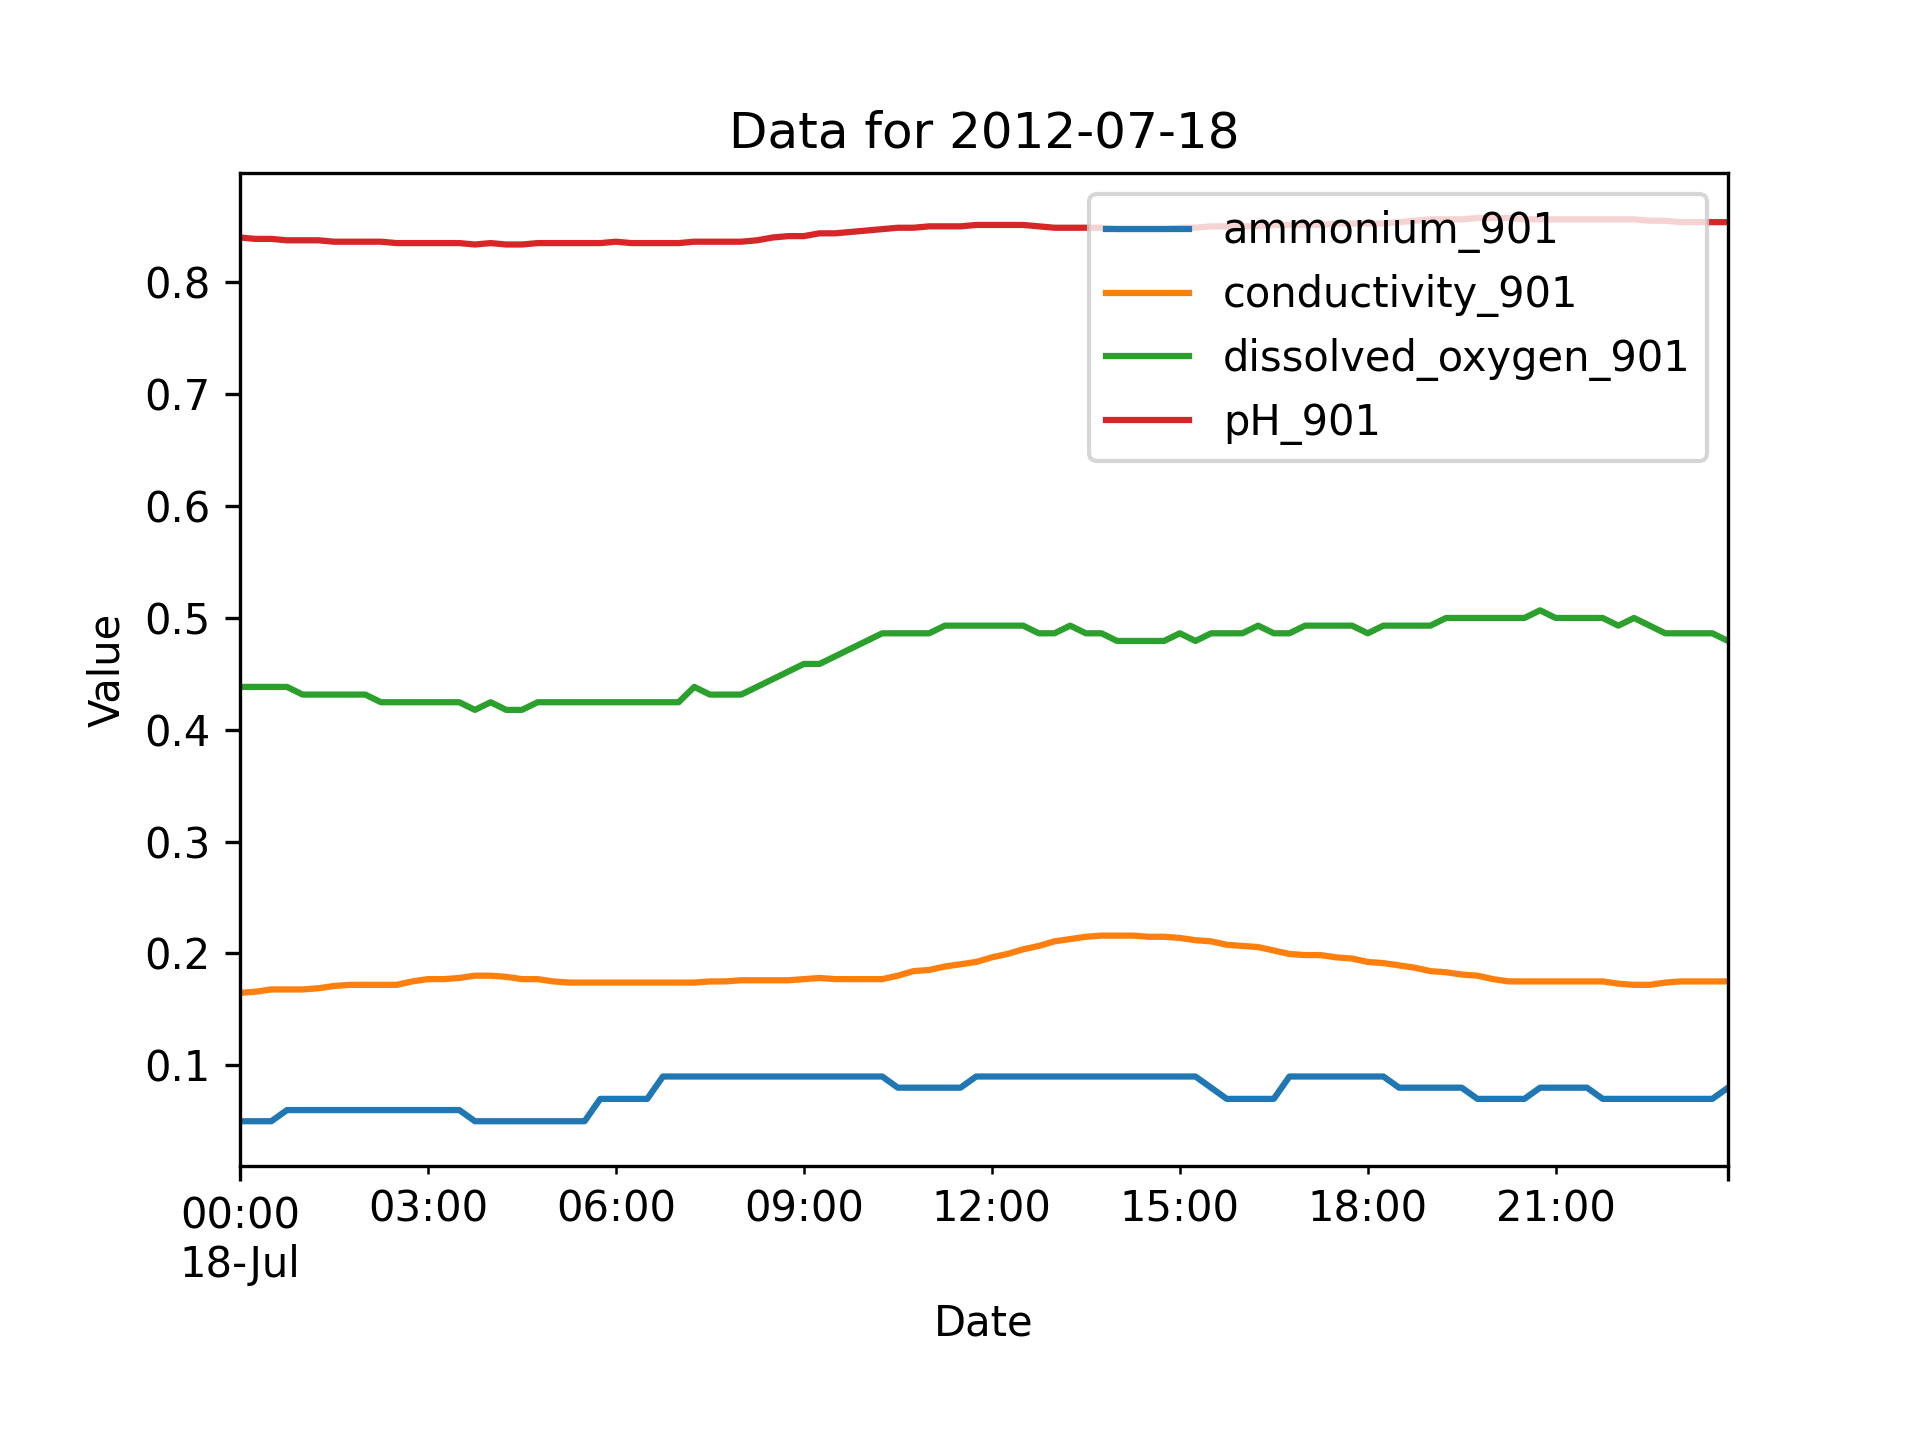 Data for 2012-07-18
ammonium_901
conductivity_901
dissolved_oxygen_901
pH_901
Value
0.8
0.7
0.6
0.5
0.4
0.3
0.2
0.1
00:00 03:00 06:00 09:00 12:00 15:00 18:00 21:00
18-Jul
Date